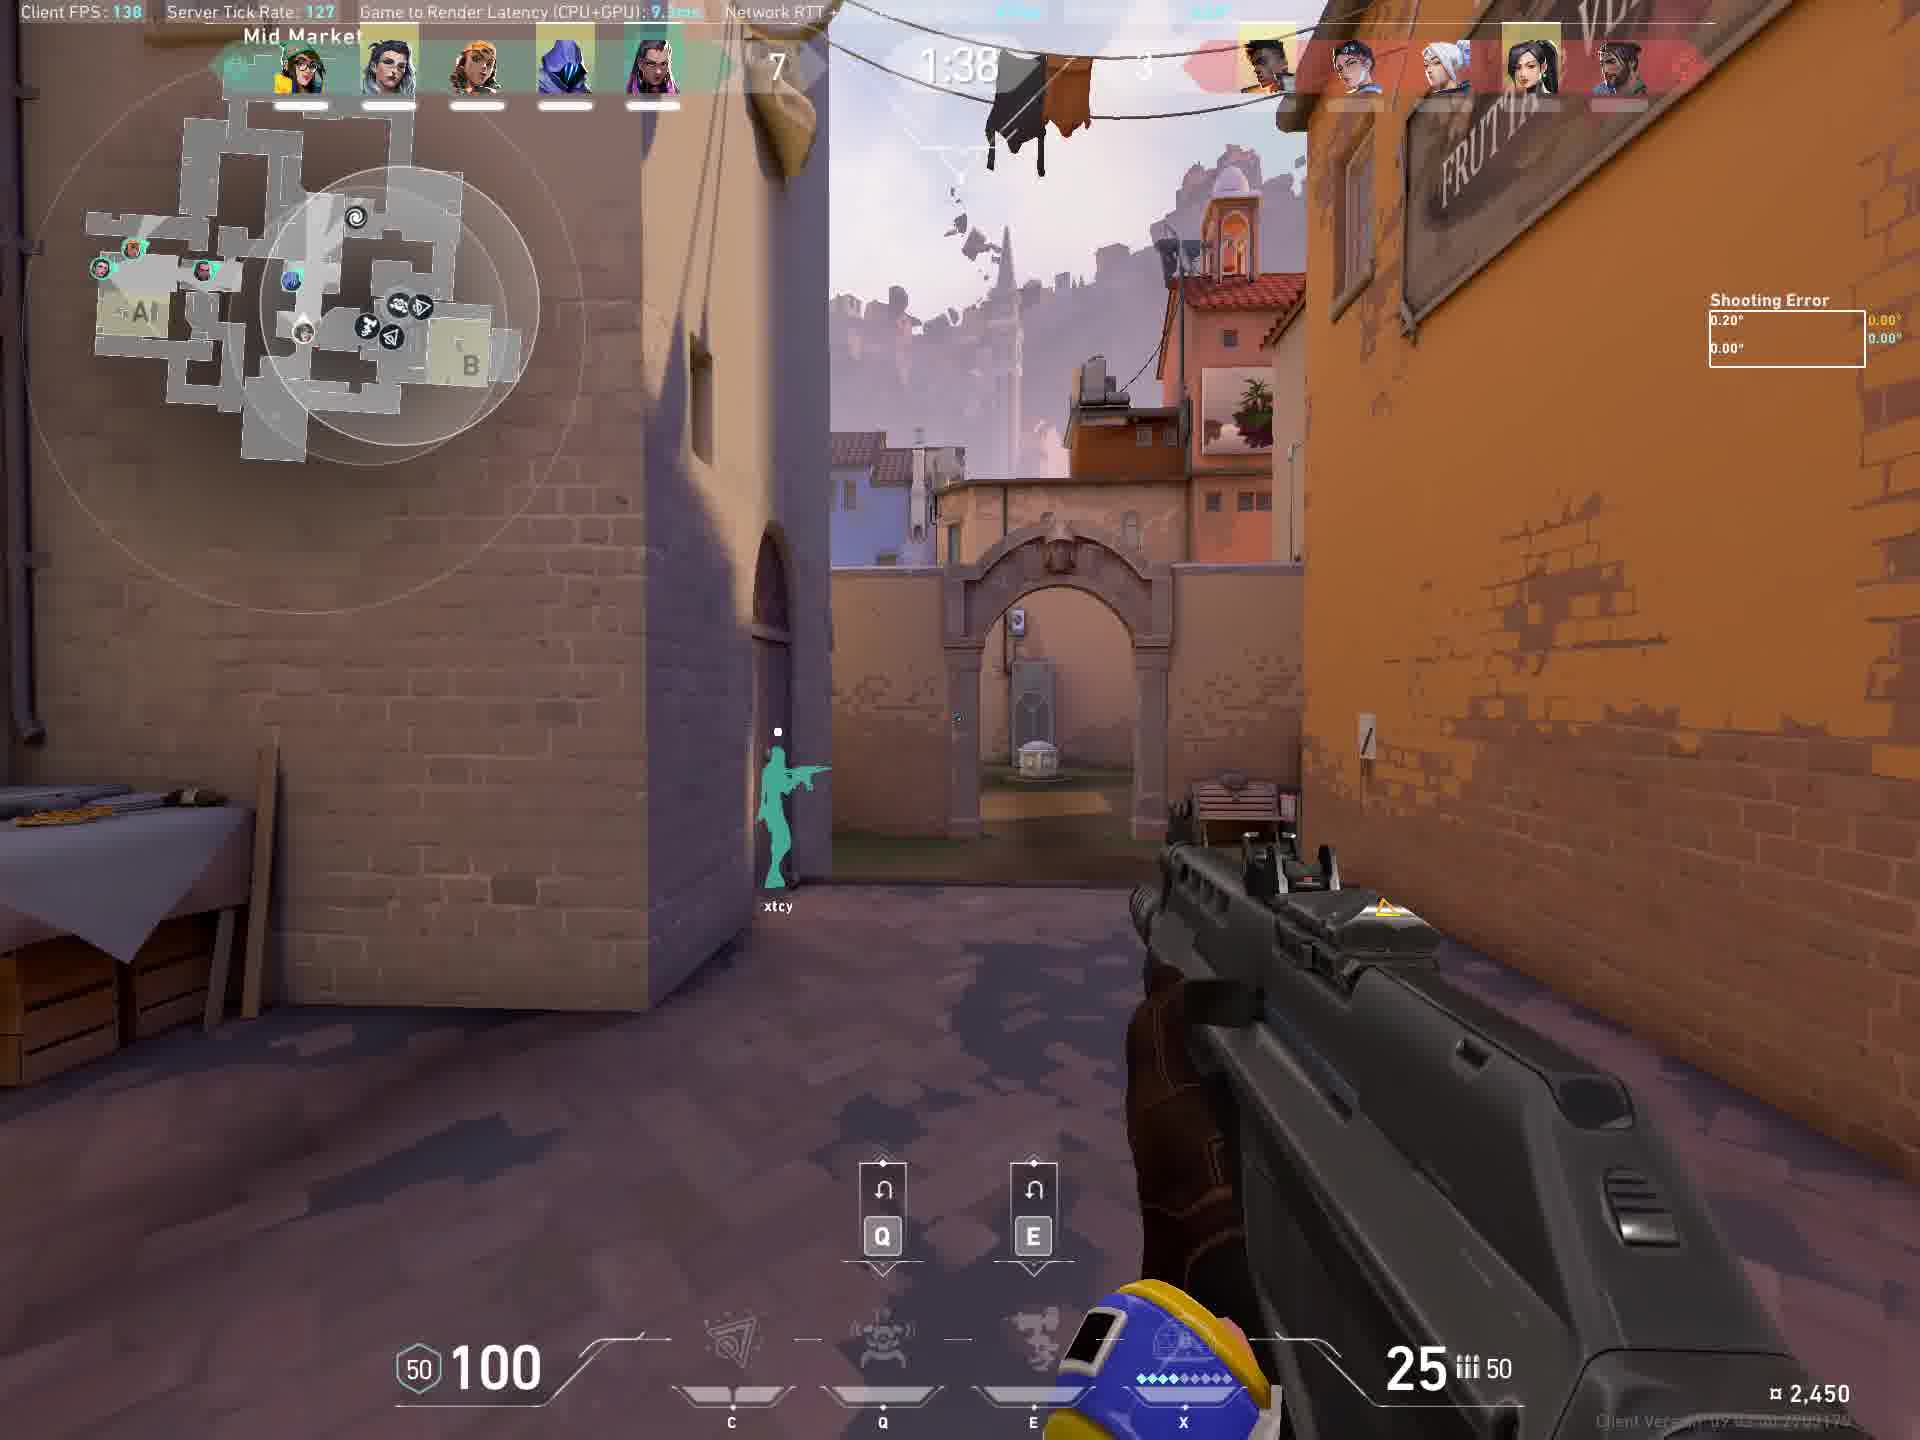 Client FPS: 138 Server Tick Rate: 127 Game to Render Latency (CPU+GPU): 9.3ms Network RTT +
Mid Market
7 1:38 3
FRUTTA
A
B
Shooting Error
0.20° 0.00°
0.00°
0.00°
xtcy
Q E
50 100
25 50
¤ 2,450
C Q E X